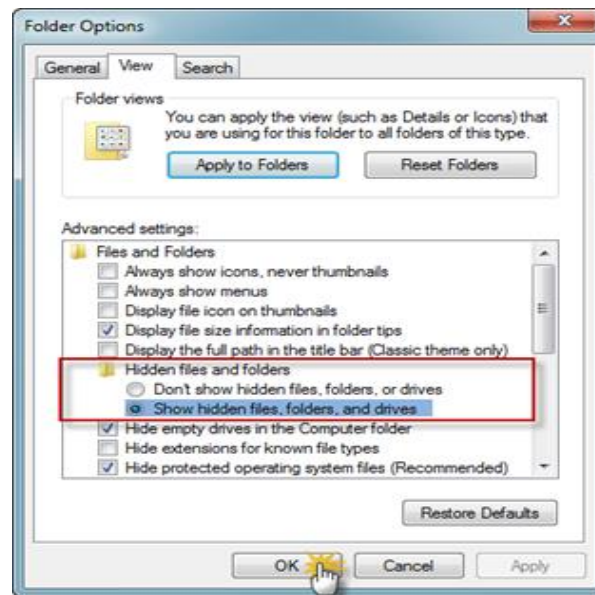 Folder Options
General View Search
Folder views
You can apply the view (such as Details or Icons) that
you are using for this folder to all folders of this type.
Apply to Folders Reset Folders
Advanced settings:
Files and Folders
Always show icons, never thumbnails
Always show menus
Display file icon on thumbnails
Display file size information in folder tips
Display the full path in the title bar (Classic theme only)
Hidden files and folders
Don't show hidden files, folders, or drives
Show hidden files, folders, and drives
Hide empty drives in the Computer folder
Hide extensions for known file types
Hide protected operating system files (Recommended)
Restore Defaults
OK Cancel Apply